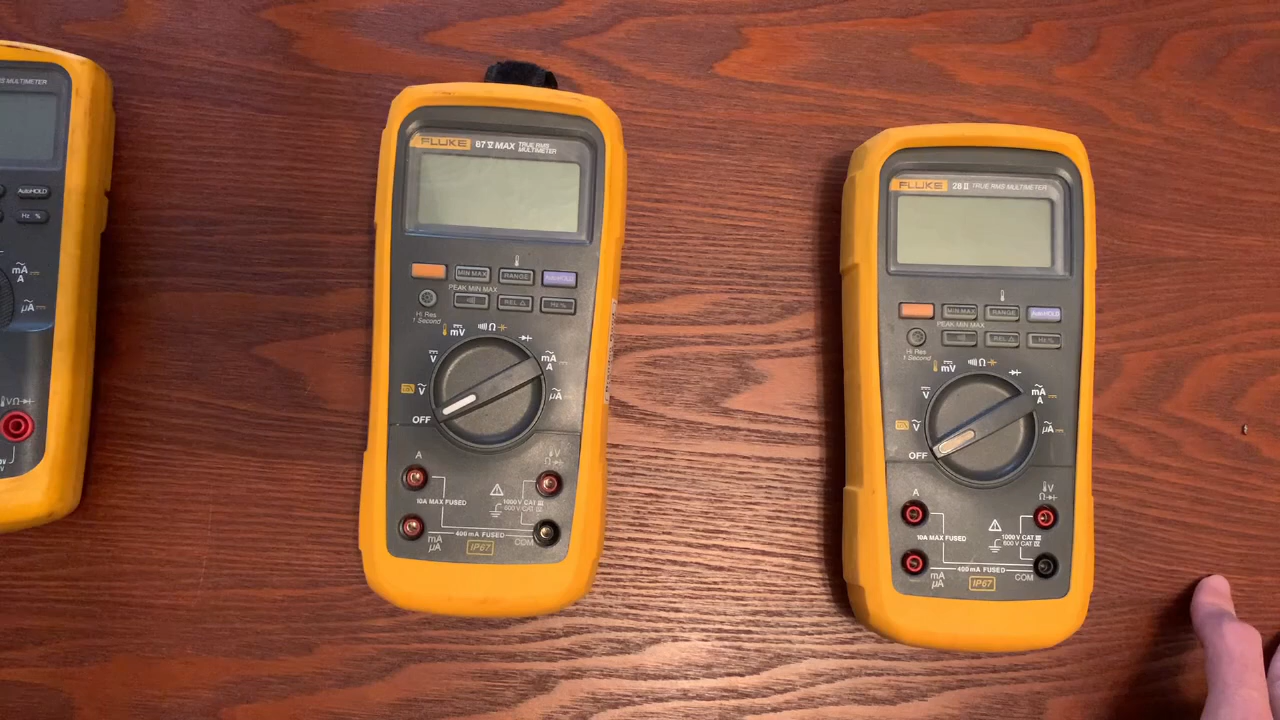 S MULTIMETER
AutoHOLD
Hz %
mA
A
µA
VΩ
FLUKE 87 V MAX TRUE RMS
MULTIMETER
MIN MAX RANGE AutoHOLD
PEAK MIN MAX
REL △ Hz %
Hi Res
1 Second
mV Ω
V mA
A
V µA
OFF
A V
Ω
10A MAX FUSED 1000 V CAT III
600 V CAT IV
400 mA FUSED
mA
µA
COM
IP67
FLUKE 28 II TRUE RMS MULTIMETER
MIN MAX RANGE AutoHOLD
PEAK MIN MAX
REL △ Hz %
Hi Res
1 Second
mV Ω
V mA
A
V µA
OFF
A V
Ω
10A MAX FUSED 1000 V CAT III
600 V CAT IV
400 mA FUSED
mA
µA
COM
IP67